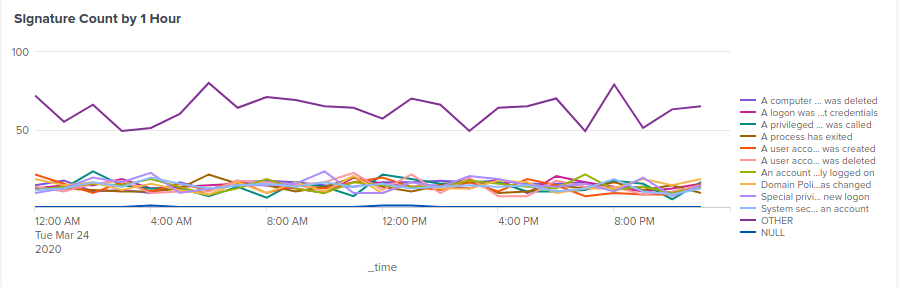 Signature Count by 1 Hour
100
50
12:00 AM
Tue Mar 24
2020
4:00 AM
8:00 AM
12:00 PM
4:00 PM
8:00 PM
_time
A computer ... was deleted
A logon was ...t credentials
A privileged ... was called
A process has exited
A user acco... was created
A user acco... was deleted
An account ...ly logged on
Domain Poli...as changed
Special privi... new logon
System sec... an account
OTHER
NULL